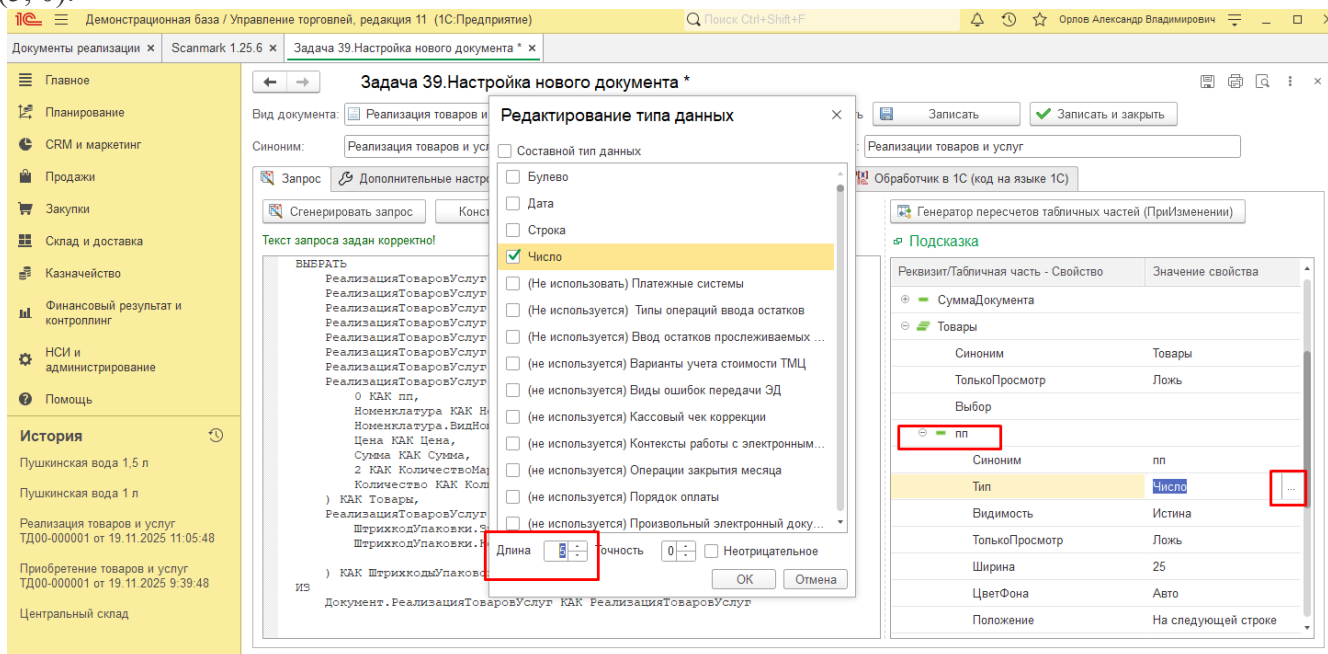 (5, 0).
Демонстрационная база / Управление торговлей, редакция 11 (1С:Предприятие)
Поиск Ctrl+Shift+F
Орлов Александр Владимирович
Документы реализации ×
Scanmark 1.25.6 ×
Задача 39.Настройка нового документа * ×
Главное
Планирование
CRM и маркетинг
Продажи
Закупки
Склад и доставка
Казначейство
Финансовый результат и
контроллинг
НСИ и
администрирование
Помощь
История
Пушкинская вода 1,5 л
Пушкинская вода 1 л
Реализация товаров и услуг
ТД00-000001 от 19.11.2025 11:05:48
Приобретение товаров и услуг
ТД00-000001 от 19.11.2025 9:39:48
Центральный склад
Задача 39.Настройка нового документа *
Вид документа: Реализация товаров и
Записать
Записать и закрыть
Синоним: Реализация товаров и усл
Реализации товаров и услуг
Запрос
Дополнительные настро
Обработчик в 1С (код на языке 1С)
Сгенерировать запрос
Конст
Текст запроса задан корректно!
ВЫБРАТЬ
РеализацияТоваровУслуг
РеализацияТоваровУслуг
РеализацияТоваровУслуг
РеализацияТоваровУслуг
РеализацияТоваровУслуг
РеализацияТоваровУслуг
РеализацияТоваровУслуг
РеализацияТоваровУслуг
0 КАК пп,
Номенклатура КАК Н
Номенклатура.ВидНо
Цена КАК Цена,
Сумма КАК Сумма,
2 КАК КоличествоМа
Количество КАК Кол
) КАК Товары,
РеализацияТоваровУслуг
ШтрихкодУпаковки.З
ШтрихкодУпаковки.
) КАК ШтрихкодыУпаково
ИЗ
Документ.РеализацияТоваровУслуг КАК РеализацияТоваровУслуг
Редактирование типа данных ×
Составной тип данных
Булево
Дата
Строка
Число
(Не использовать) Платежные системы
(Не используется) Типы операций ввода остатков
(Не используется) Ввод остатков прослеживаемых ...
(не используется) Варианты учета стоимости ТМЦ
(не используется) Виды ошибок передачи ЭД
(не используется) Кассовый чек коррекции
(не используется) Контексты работы с электронным...
(не используется) Операции закрытия месяца
(не используется) Порядок оплаты
(не используется) Произвольный электронный доку...
Длина 5 Точность 0 Неотрицательное
ОК Отмена
Генератор пересчетов табличных частей (ПриИзменении)
Подсказка
Реквизит/Табличная часть - Свойство Значение свойства
СуммаДокумента
Товары
Синоним Товары
ТолькоПросмотр Ложь
Выбор
пп
Синоним пп
Тип Число ...
Видимость Истина
ТолькоПросмотр Ложь
Ширина 25
ЦветФона Авто
Положение На следующей строке